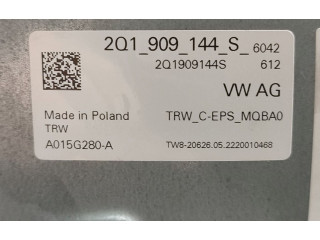 2Q1_909_144_S_ 6042
2Q1909144S 612
VW AG
Made in Poland TRW_C-EPS_MQBA0
TRW
A015G280-A TW8-20626.05.2220010468